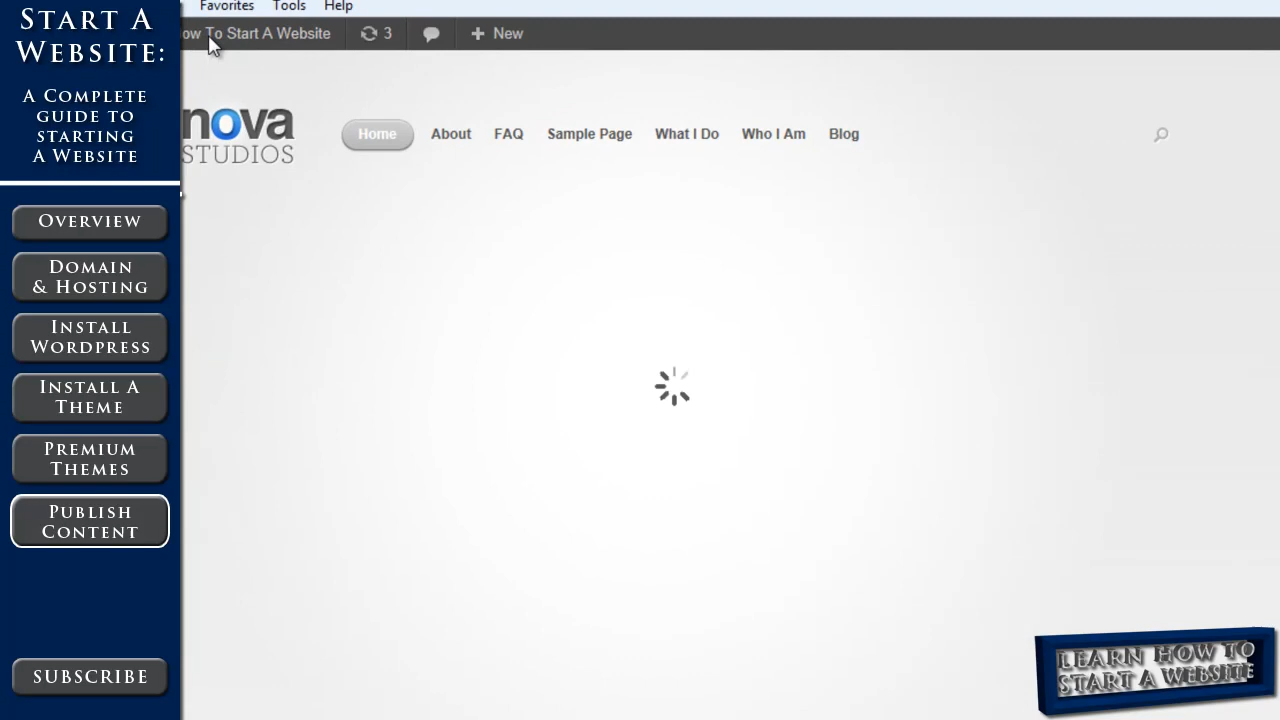 START A
WEBSITE:
A COMPLETE
GUIDE TO
STARTING
A WEBSITE
OVERVIEW
DOMAIN
& HOSTING
INSTALL
WORDPRESS
INSTALL A
THEME
PREMIUM
THEMES
PUBLISH
CONTENT
SUBSCRIBE
Favorites Tools Help
ow To Start A Website 3 New
nova
STUDIOS
Home About FAQ Sample Page What I Do Who I Am Blog
LEARN HOW TO
START A WEBSITE